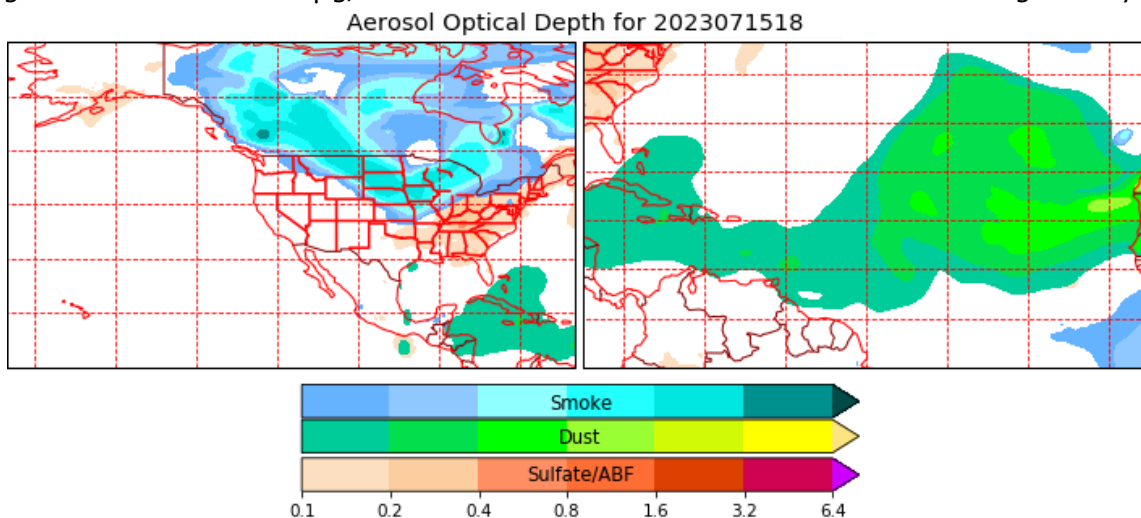 Aerosol Optical Depth for 2023071518
Smoke
Dust
Sulfate/ABF
0.1 0.2 0.4 0.8 1.6 3.2 6.4